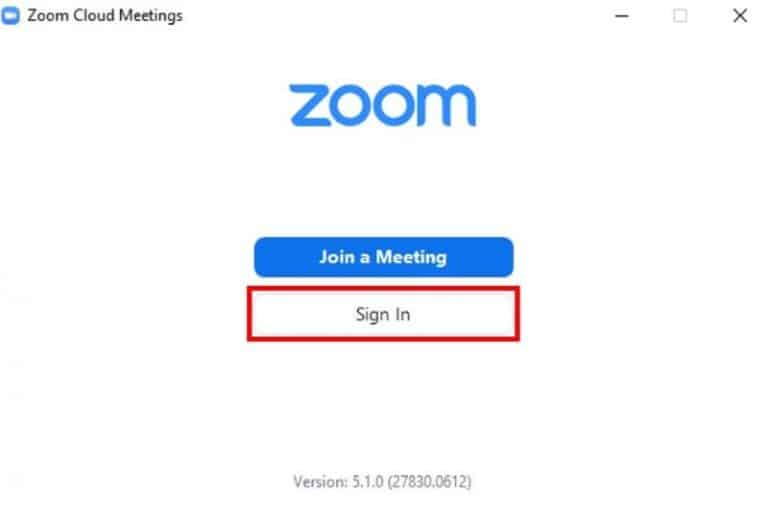 Zoom Cloud Meetings
zoom
Join a Meeting
Sign In
Version: 5.1.0 (27830.0612)